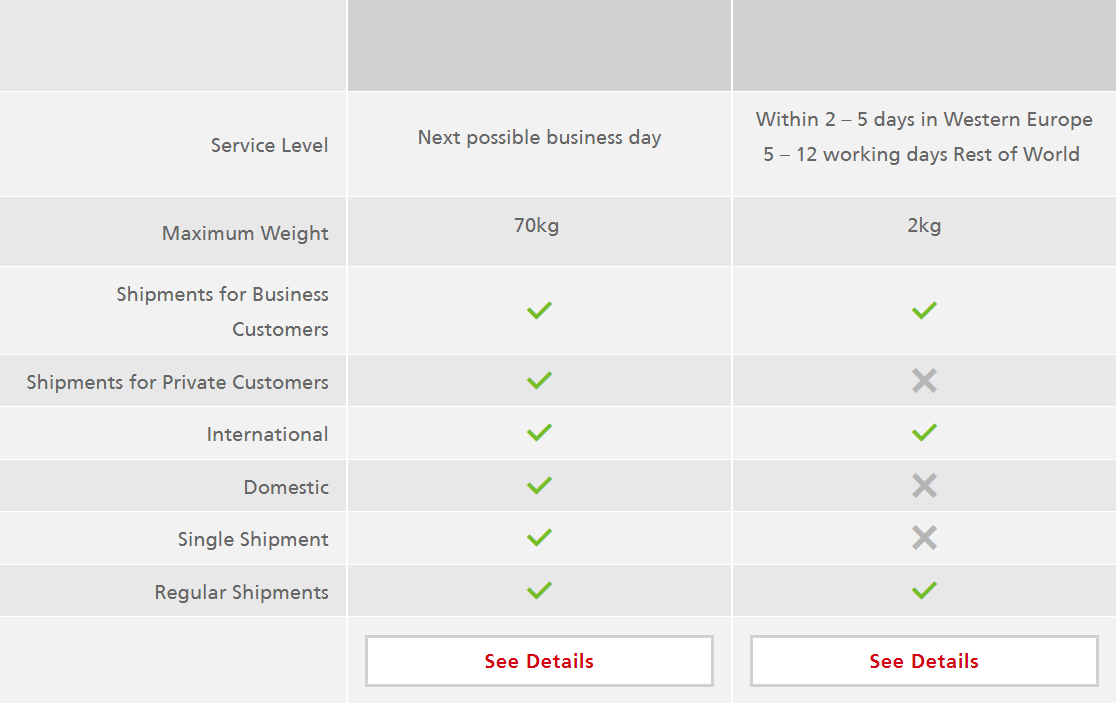 Service Level
Next possible business day
Within 2 – 5 days in Western Europe
5 – 12 working days Rest of World
Maximum Weight
70kg
2kg
Shipments for Business
Customers
Shipments for Private Customers
International
Domestic
Single Shipment
Regular Shipments
See Details
See Details